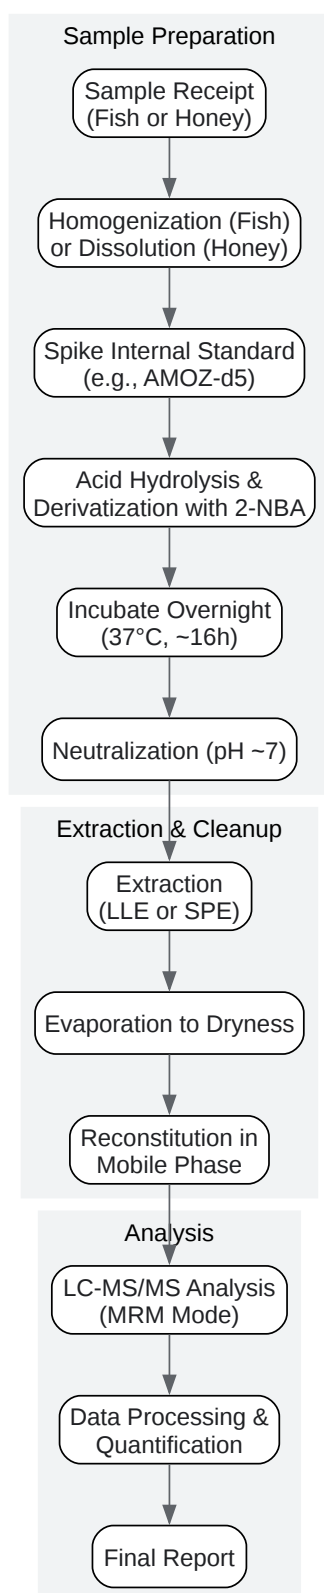 Sample Preparation
Sample Receipt
(Fish or Honey)
Homogenization (Fish)
or Dissolution (Honey)
Spike Internal Standard
(e.g., AMOZ-d5)
Acid Hydrolysis &
Derivatization with 2-NBA
Incubate Overnight
(37°C, ~16h)
Neutralization (pH ~7)
Extraction & Cleanup
Extraction
(LLE or SPE)
Evaporation to Dryness
Reconstitution in
Mobile Phase
Analysis
LC-MS/MS Analysis
(MRM Mode)
Data Processing &
Quantification
Final Report